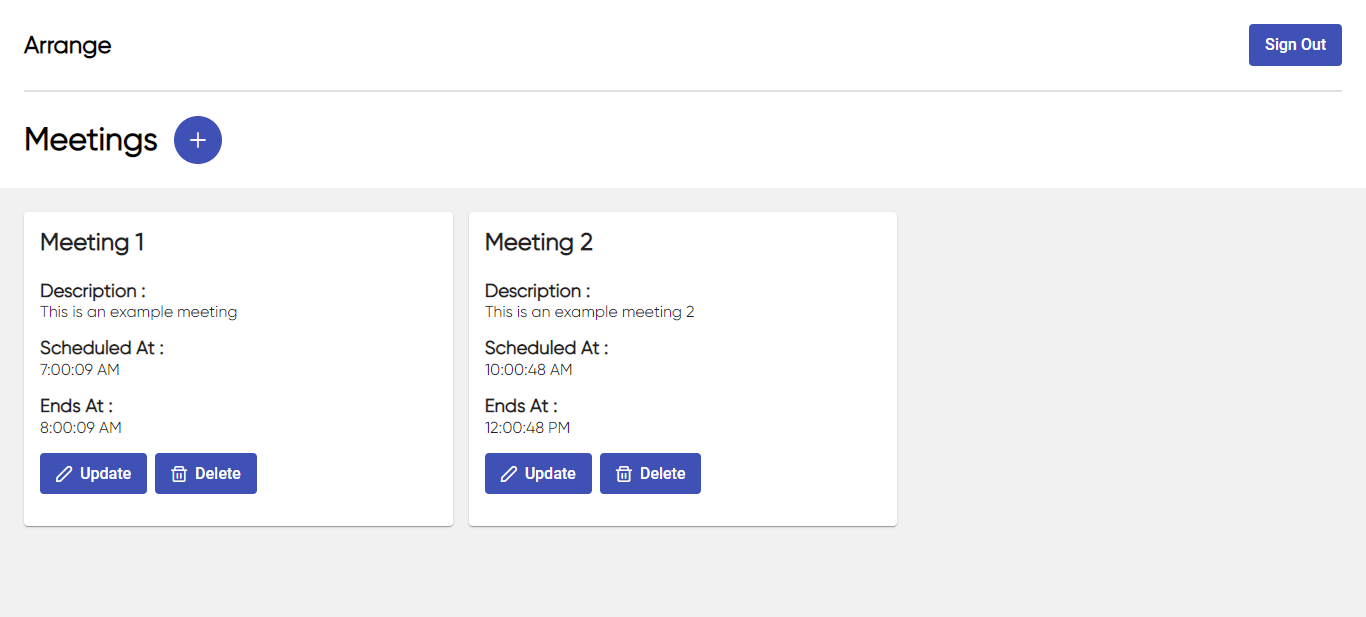 Arrange
Sign Out
Meetings
Meeting 1
Description :
This is an example meeting
Scheduled At :
7:00:09 AM
Ends At :
8:00:09 AM
Update
Delete
Meeting 2
Description :
This is an example meeting 2
Scheduled At :
10:00:48 AM
Ends At :
12:00:48 PM
Update
Delete